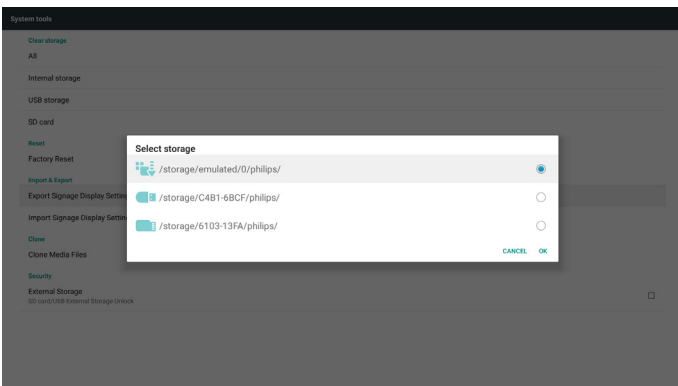 System tools
Clear storage
All
Internal storage
USB storage
SD card
Reset
Factory Reset
Import & Export
Export Signage Display Setting
Import Signage Display Setting
Clone
Clone Media Files
Security
External Storage
SD card/USB External Storage Unlock
Select storage
/storage/emulated/0/philips/
/storage/C4B1-6BCF/philips/
/storage/6103-13FA/philips/
CANCEL OK